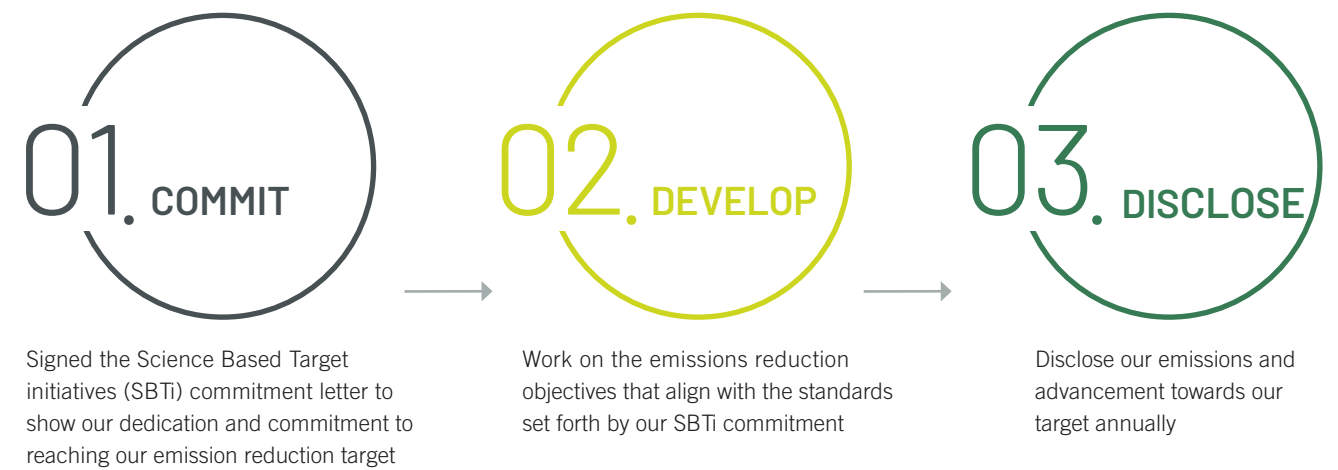 01. COMMIT
Signed the Science Based Target
initiatives (SBTi) commitment letter to
show our dedication and commitment to
reaching our emission reduction target
02. DEVELOP
Work on the emissions reduction
objectives that align with the standards
set forth by our SBTi commitment
03. DISCLOSE
Disclose our emissions and
advancement towards our
target annually